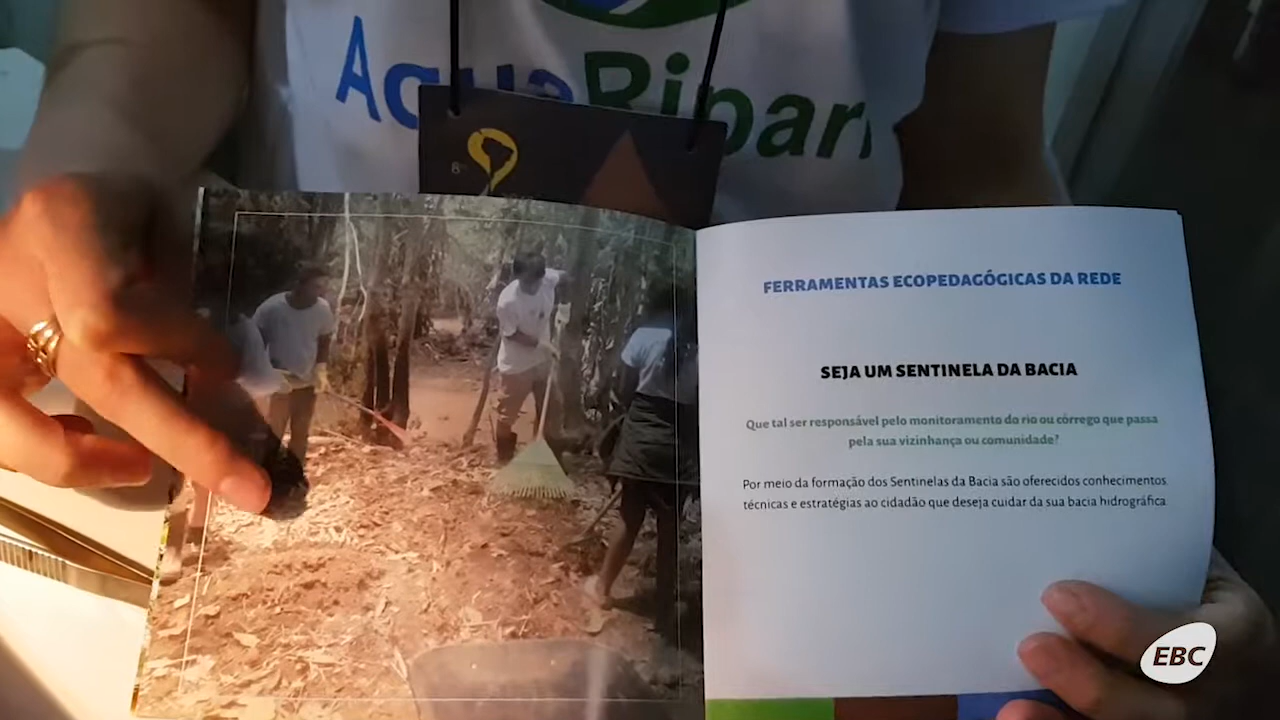 AquaRipari
8º
FERRAMENTAS ECOPEDAGÓGICAS DA REDE
SEJA UM SENTINELA DA BACIA
Que tal ser responsável pelo monitoramento do rio ou córrego que passa
pela sua vizinhança ou comunidade?
Por meio da formação dos Sentinelas da Bacia são oferecidos conhecimentos,
técnicas e estratégias ao cidadão que deseja cuidar da sua bacia hidrográfica.
EBC